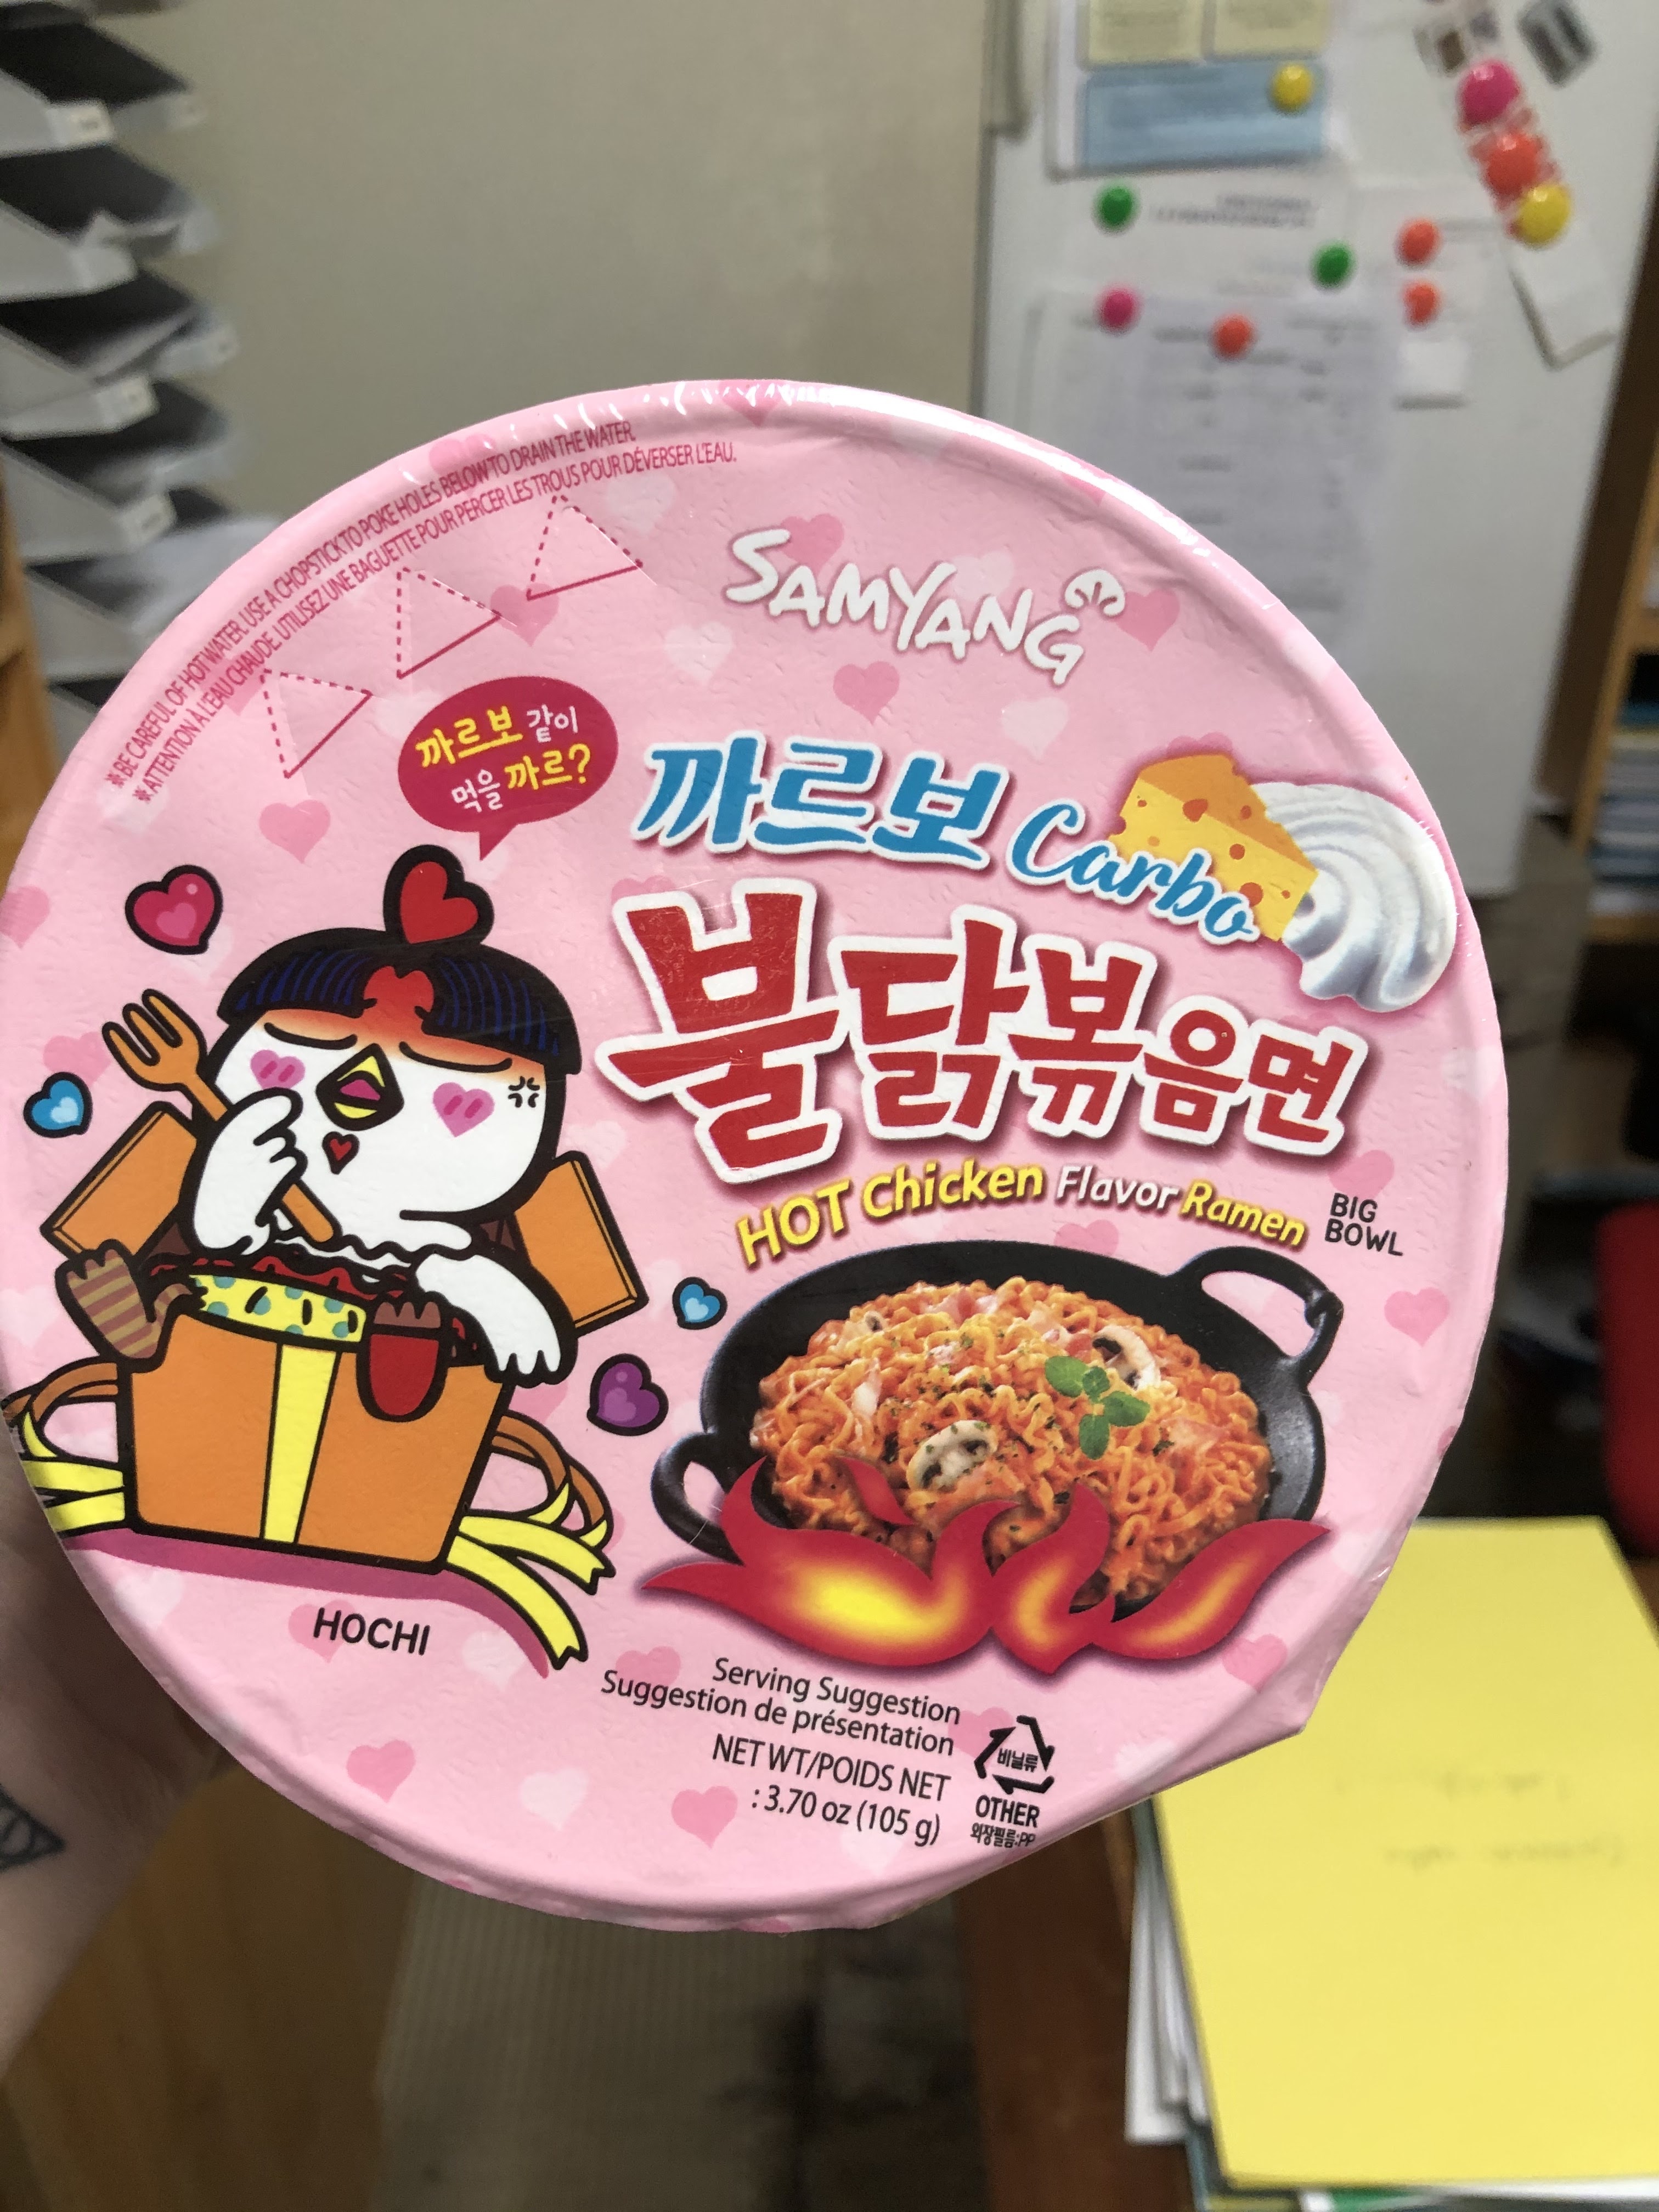 ※BE CAREFUL OF HOT WATER. USE A CHOPSTICK TO POKE HOLES BELOW TO DRAIN THE WATER.
※ATTENTION À L'EAU CHAUDE. UTILISEZ UNE BAGUETTE POUR PERCER LES TROUS POUR DÉVERSER L'EAU.
SAMYANG
까르보 같이
먹을 까르?
까르보 Carbo
불닭볶음면
HOT Chicken Flavor Ramen
BIG
BOWL
HOCHI
Serving Suggestion
Suggestion de présentation
NET WT/POIDS NET
: 3.70 oz (105 g)
비닐류
OTHER
외장필름:PP